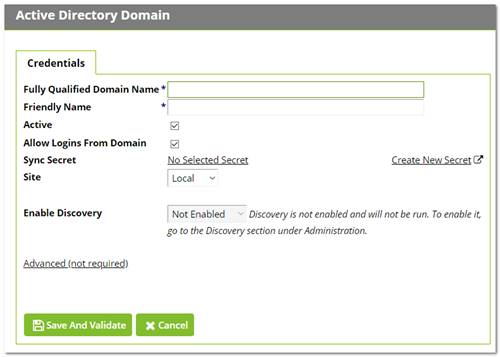 Active Directory Domain
Credentials
Fully Qualified Domain Name *
Friendly Name *
Active
Allow Logins From Domain
Sync Secret No Selected Secret Create New Secret
Site Local
Enable Discovery Not Enabled Discovery is not enabled and will not be run. To enable it,
go to the Discovery section under Administration.
Advanced (not required)
Save And Validate Cancel